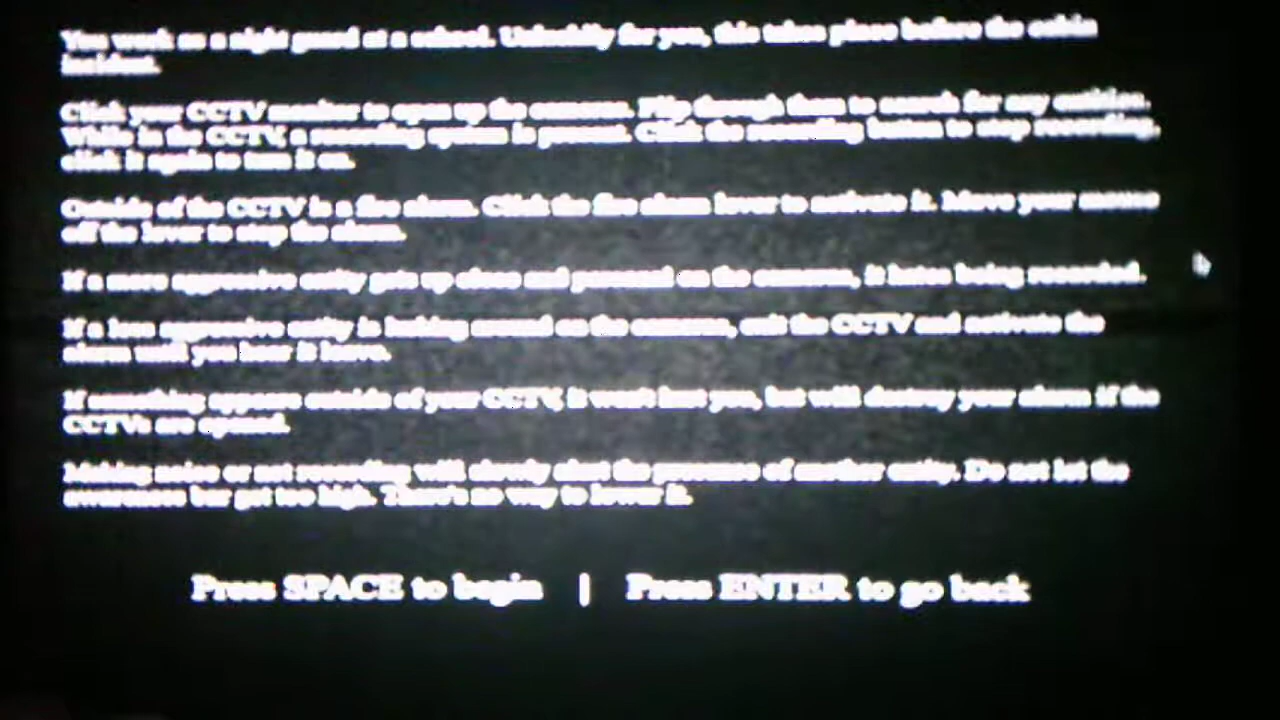 You work as a night guard at a school. Unluckily for you, this takes place before the
incident.
Click your CCTV monitor to open up the cameras. Flip through them to search for any entities.
While in the CCTV, a recording system is present. Click the recording button to stop recording,
click it again to turn it on.
Outside of the CCTV is a fire alarm. Click the fire alarm lever to activate it. Move your mouse
off the lever to stop the alarm.
If a more aggressive entity gets up close and personal on the cameras, it hates being recorded.
If a less aggressive entity is lurking around on the cameras, exit the CCTV and activate the
alarm until you hear it leave.
If something appears outside of your CCTV, it won't hurt you, but will destroy your alarm if the
CCTVs are opened.
Making noise or not recording will slowly alert the presence of another entity. Do not let the
awareness bar get too high. There's no way to lower it.
Press SPACE to begin | Press ENTER to go back